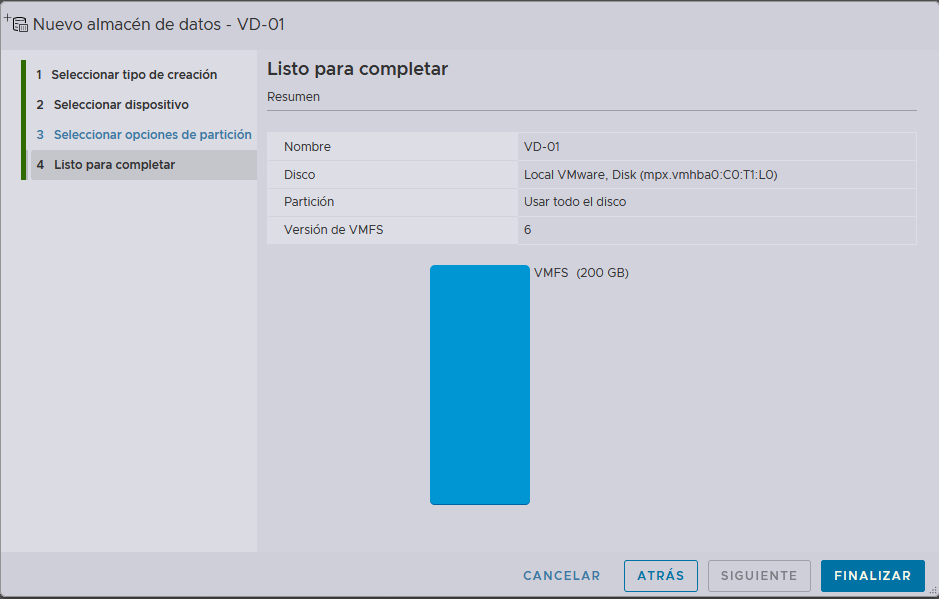 Nuevo almacén de datos - VD-01
1 Seleccionar tipo de creación
2 Seleccionar dispositivo
3 Seleccionar opciones de partición
4 Listo para completar
Listo para completar
Resumen
Nombre VD-01
Disco Local VMware, Disk (mpx.vmhba0:C0:T1:L0)
Partición Usar todo el disco
Versión de VMFS 6
VMFS (200 GB)
CANCELAR ATRÁS SIGUIENTE FINALIZAR